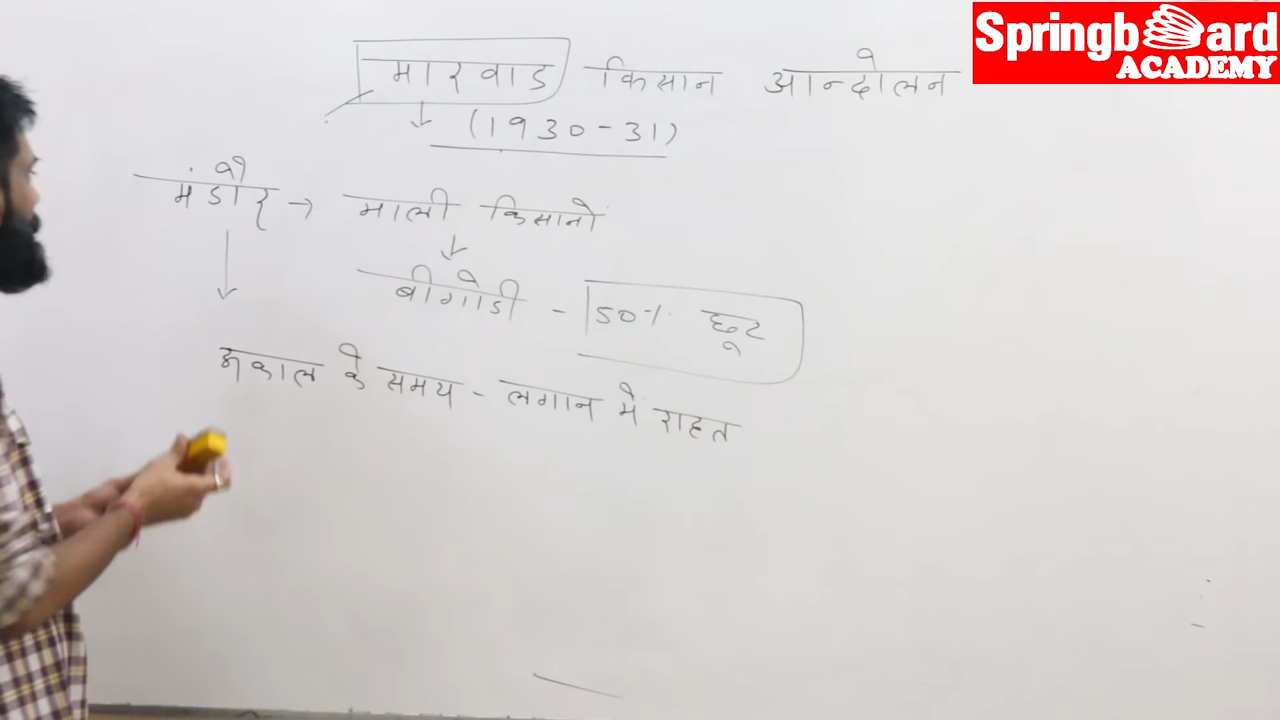 Springboard
ACADEMY
मारवाड किसान आन्दोलन
↓ (1930-31)
मंडोर → माली किसानो
↓ ↓
बीगोडी - 50% छूट
अकाल के समय - लगान मे राहत